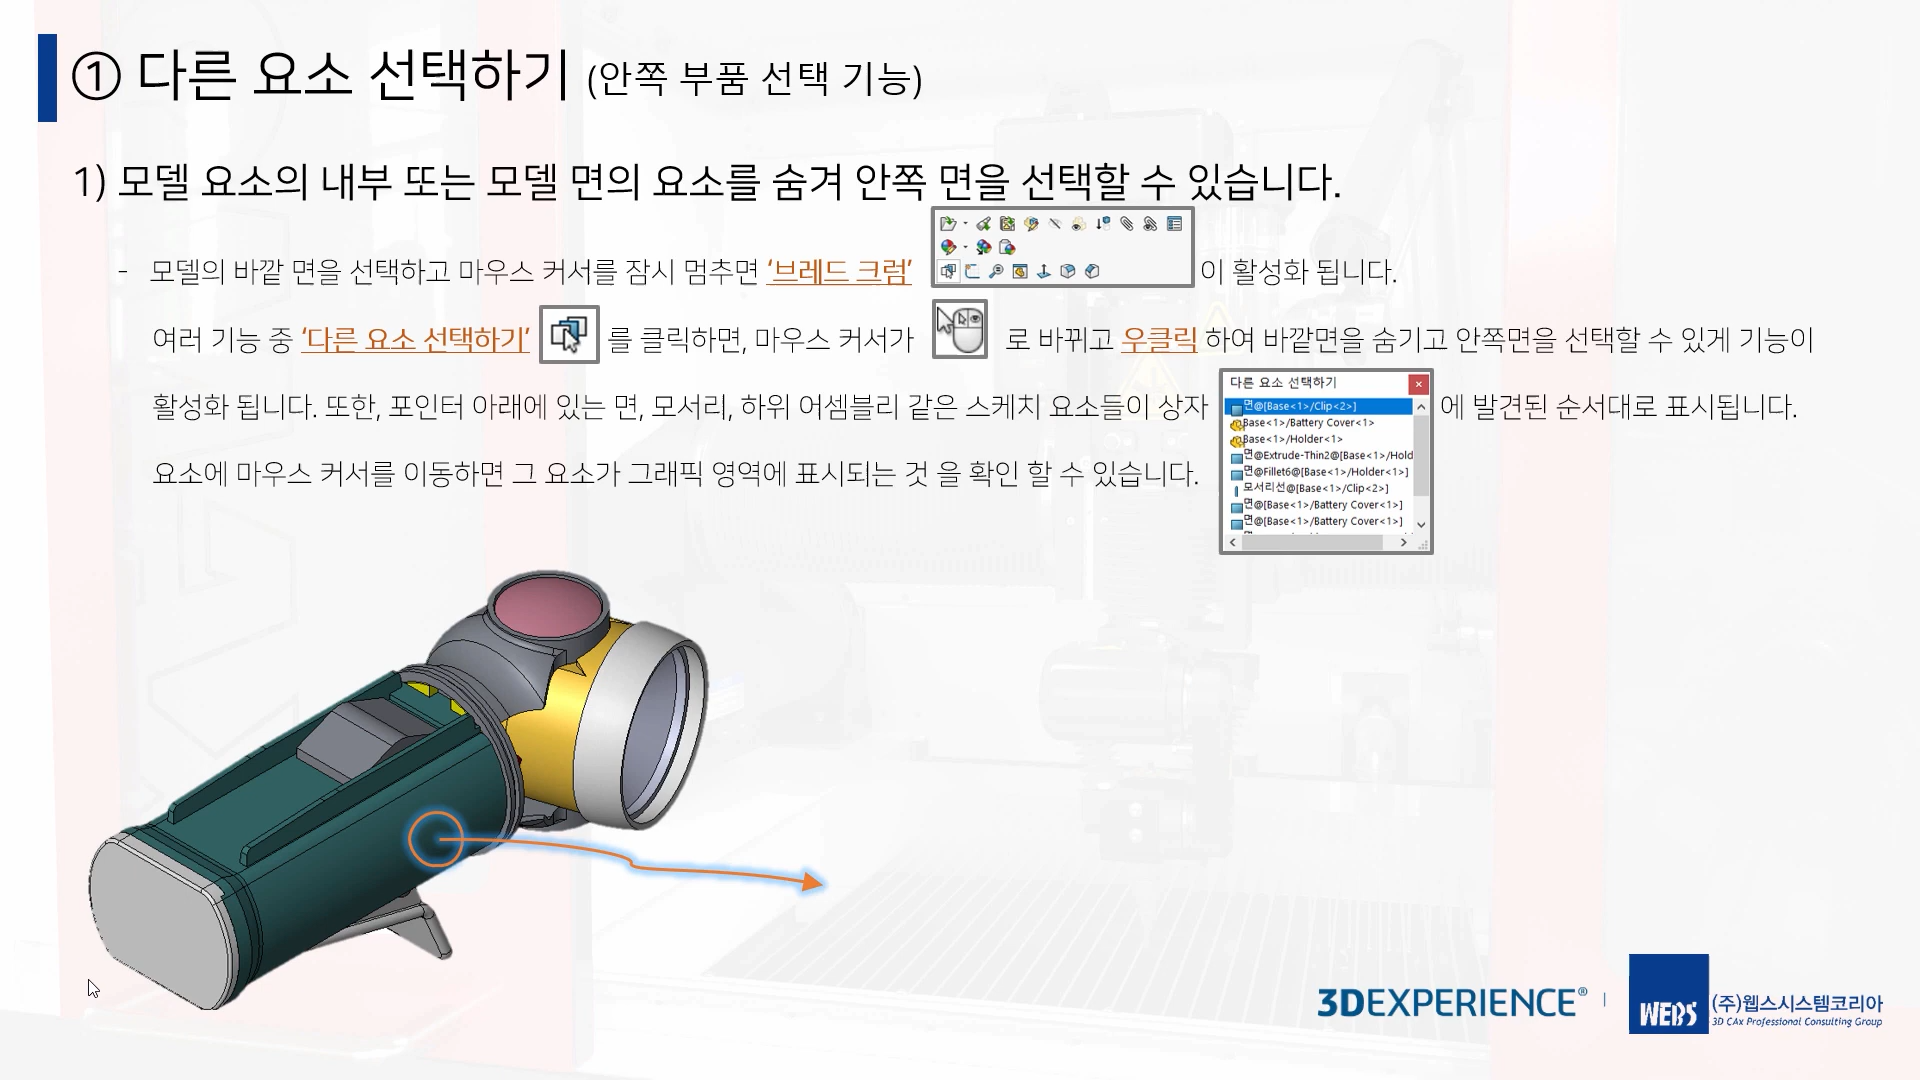 ① 다른 요소 선택하기 (안쪽 부품 선택 기능)
1) 모델 요소의 내부 또는 모델 면의 요소를 숨겨 안쪽 면을 선택할 수 있습니다.
- 모델의 바깥 면을 선택하고 마우스 커서를 잠시 멈추면 '브레드 크럼' 이 활성화 됩니다.
여러 기능 중 '다른 요소 선택하기' 를 클릭하면, 마우스 커서가 로 바뀌고 우클릭 하여 바깥면을 숨기고 안쪽면을 선택할 수 있게 기능이
활성화 됩니다. 또한, 포인터 아래에 있는 면, 모서리, 하위 어셈블리 같은 스케치 요소들이 상자 에 발견된 순서대로 표시됩니다.
요소에 마우스 커서를 이동하면 그 요소가 그래픽 영역에 표시되는 것 을 확인 할 수 있습니다.
다른 요소 선택하기
면@[Base<1>/Clip<2>]
Base<1>/Battery Cover<1>
Base<1>/Holder<1>
면@Extrude-Thin2@[Base<1>/Hold
면@Fillet6@[Base<1>/Holder<1>]
모서리선@[Base<1>/Clip<2>]
면@[Base<1>/Battery Cover<1>]
면@[Base<1>/Battery Cover<1>]
3DEXPERIENCE® |
WEBS (주)웹스시스템코리아
3D CAx Professional Consulting Group